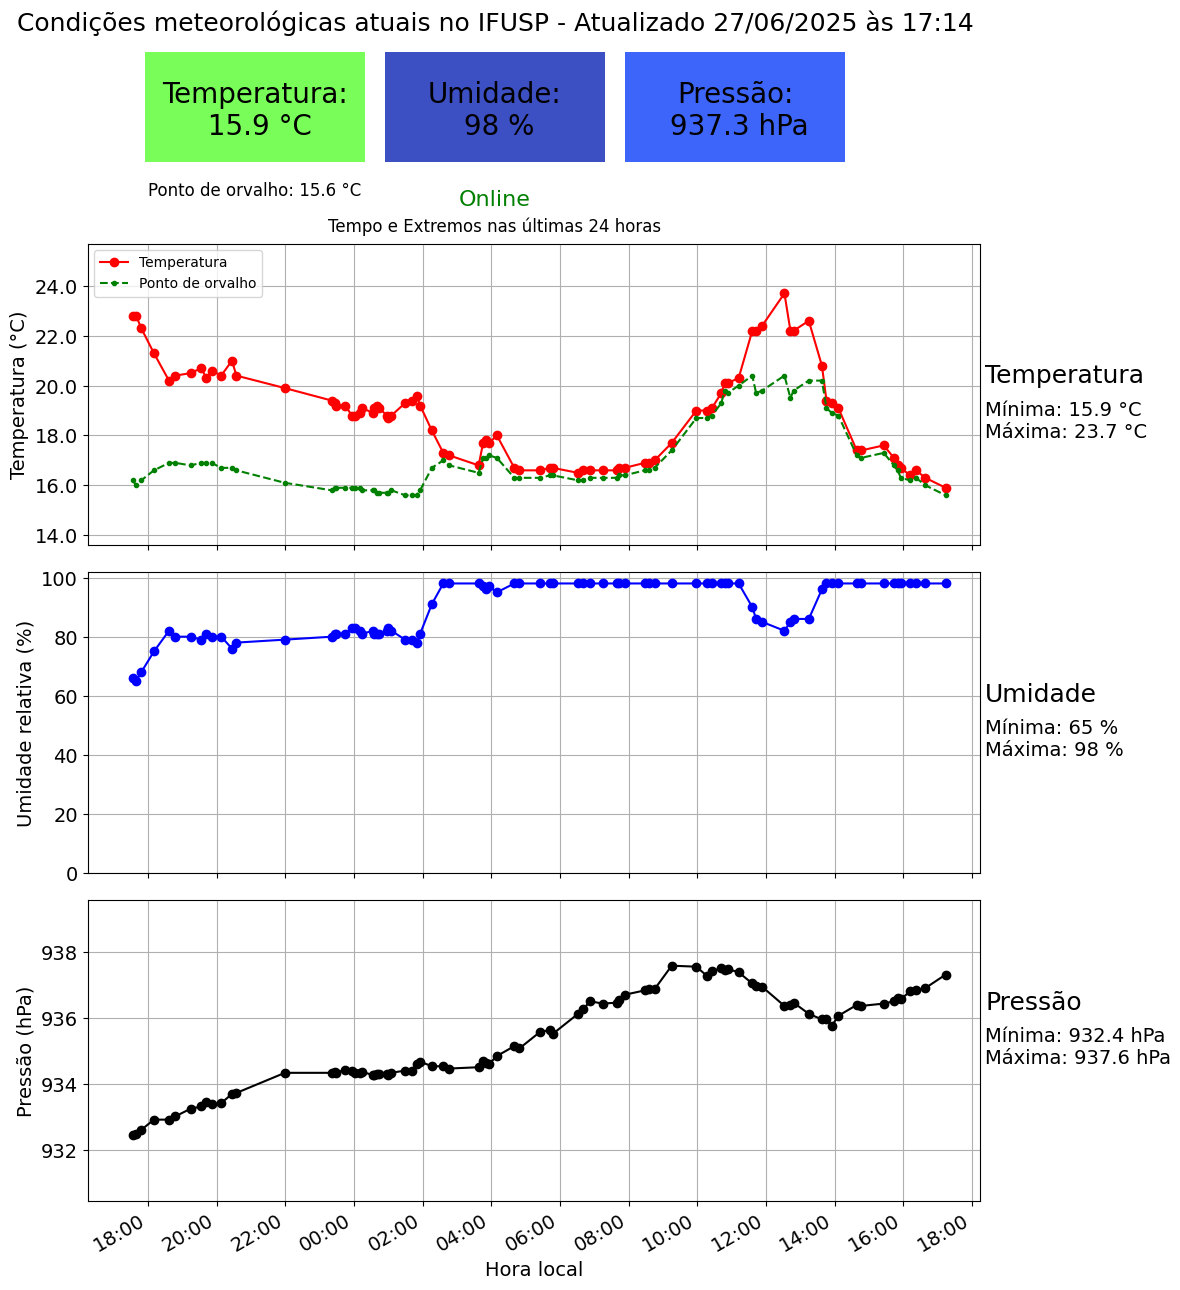 Condições meteorológicas atuais no IFUSP - Atualizado 27/06/2025 às 17:14
Temperatura:
15.9 °C
Umidade:
98 %
Pressão:
937.3 hPa
Ponto de orvalho: 15.6 °C
Online
Tempo e Extremos nas últimas 24 horas
Temperatura
Ponto de orvalho
Temperatura (°C)
24.0
22.0
20.0
18.0
16.0
14.0
Temperatura
Mínima: 15.9 °C
Máxima: 23.7 °C
Umidade relativa (%)
100
80
60
40
20
0
Umidade
Mínima: 65 %
Máxima: 98 %
Pressão (hPa)
938
936
934
932
Pressão
Mínima: 932.4 hPa
Máxima: 937.6 hPa
18:00 20:00 22:00 00:00 02:00 04:00 06:00 08:00 10:00 12:00 14:00 16:00 18:00
Hora local